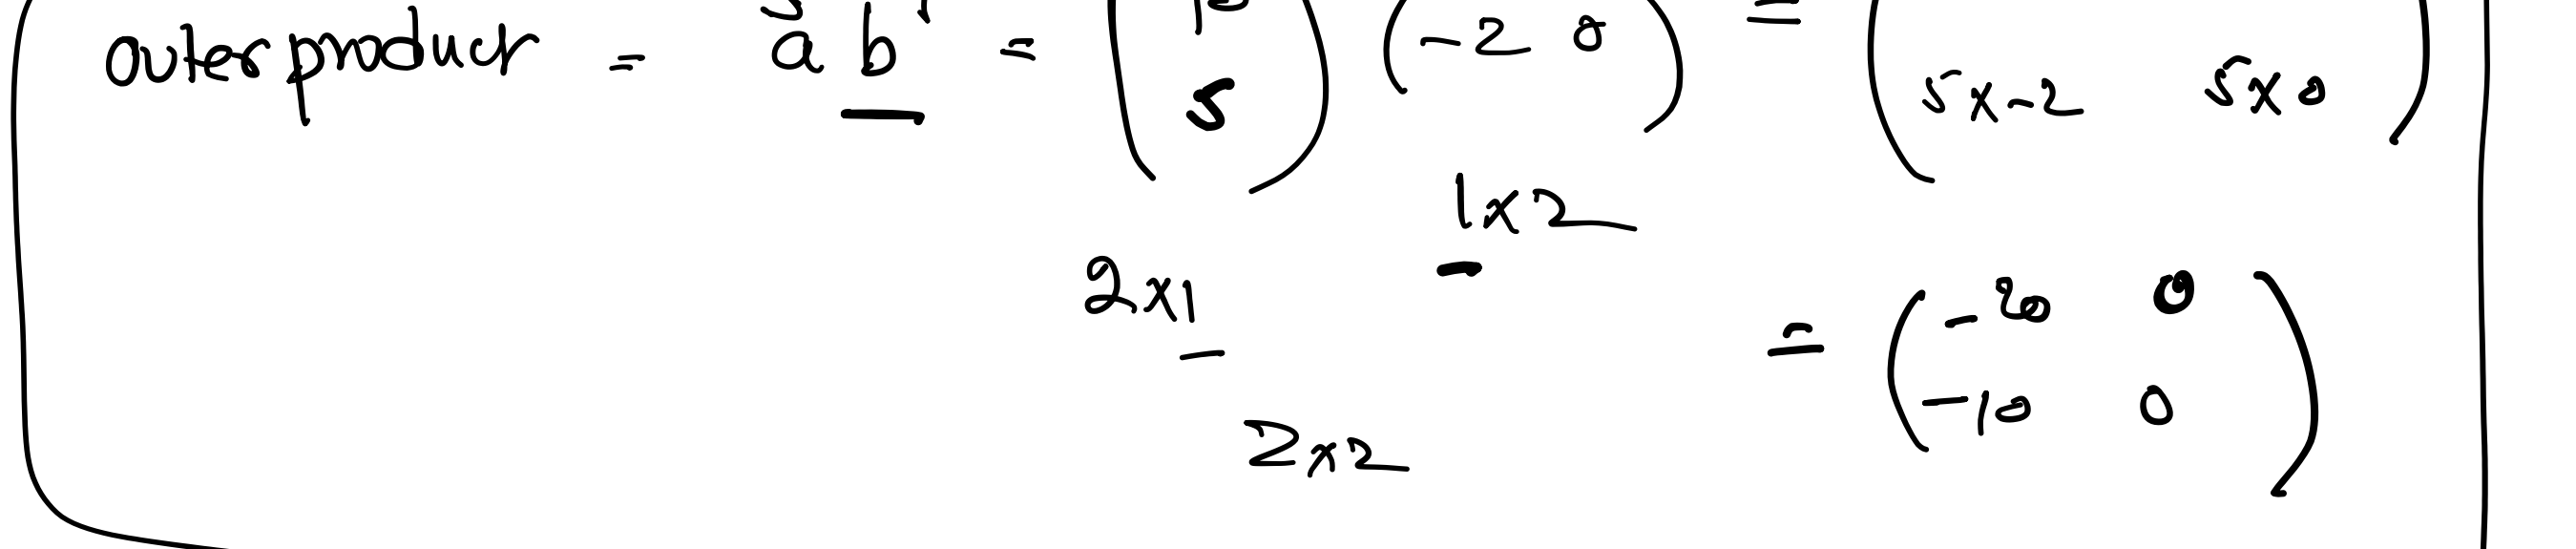 outer product = a b = ( 5 ) ( -2 0 ) = ( 5x-2 5x0 )
1x2
2x1
= ( -20 0
-10 0 )
2x2